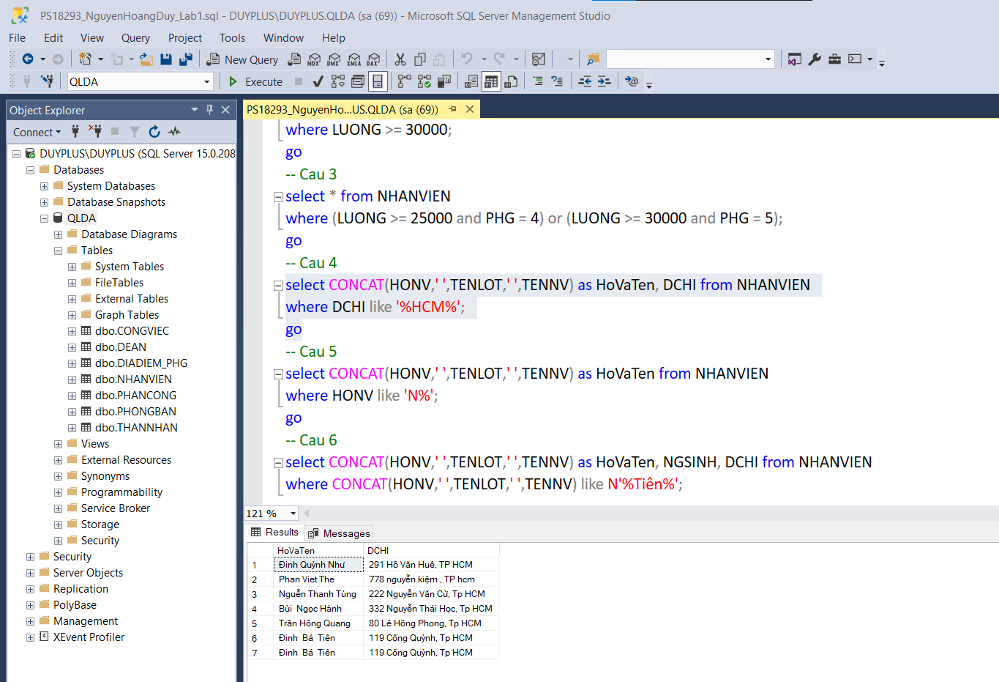 PS18293_NguyenHoangDuy_Lab1.sql - DUYPLUS\DUYPLUS.QLDA (sa (69)) - Microsoft SQL Server Management Studio
File Edit View Query Project Tools Window Help
New Query MDX DMX XMLA DAX
QLDA Execute
Object Explorer
Connect
DUYPLUS\DUYPLUS (SQL Server 15.0.208
Databases
System Databases
Database Snapshots
QLDA
Database Diagrams
Tables
System Tables
FileTables
External Tables
Graph Tables
dbo.CONGVIEC
dbo.DEAN
dbo.DIADIEM_PHG
dbo.NHANVIEN
dbo.PHANCONG
dbo.PHONGBAN
dbo.THANNHAN
Views
External Resources
Synonyms
Programmability
Service Broker
Storage
Security
Security
Server Objects
Replication
PolyBase
Management
XEvent Profiler
PS18293_NguyenHo...US.QLDA (sa (69))
where LUONG >= 30000;
go
-- Cau 3
select * from NHANVIEN
where (LUONG >= 25000 and PHG = 4) or (LUONG >= 30000 and PHG = 5);
go
-- Cau 4
select CONCAT(HONV,' ',TENLOT,' ',TENNV) as HoVaTen, DCHI from NHANVIEN
where DCHI like '%HCM%';
go
-- Cau 5
select CONCAT(HONV,' ',TENLOT,' ',TENNV) as HoVaTen from NHANVIEN
where HONV like 'N%';
go
-- Cau 6
select CONCAT(HONV,' ',TENLOT,' ',TENNV) as HoVaTen, NGSINH, DCHI from NHANVIEN
where CONCAT(HONV,' ',TENLOT,' ',TENNV) like N'%Tiên%';
121 %
Results Messages
HoVaTen DCHI
1 Đinh Quỳnh Như 291 Hồ Văn Huê, TP HCM
2 Phan Viet The 778 nguyễn kiệm , TP hcm
3 Nguễn Thanh Tùng 222 Nguyễn Văn Cừ, Tp HCM
4 Bùi Ngọc Hành 332 Nguyễn Thái Học, Tp HCM
5 Trần Hồng Quang 80 Lê Hồng Phong, Tp HCM
6 Đinh Bá Tiên 119 Cống Quỳnh, Tp HCM
7 Đinh Bá Tiên 119 Cống Quỳnh, Tp HCM